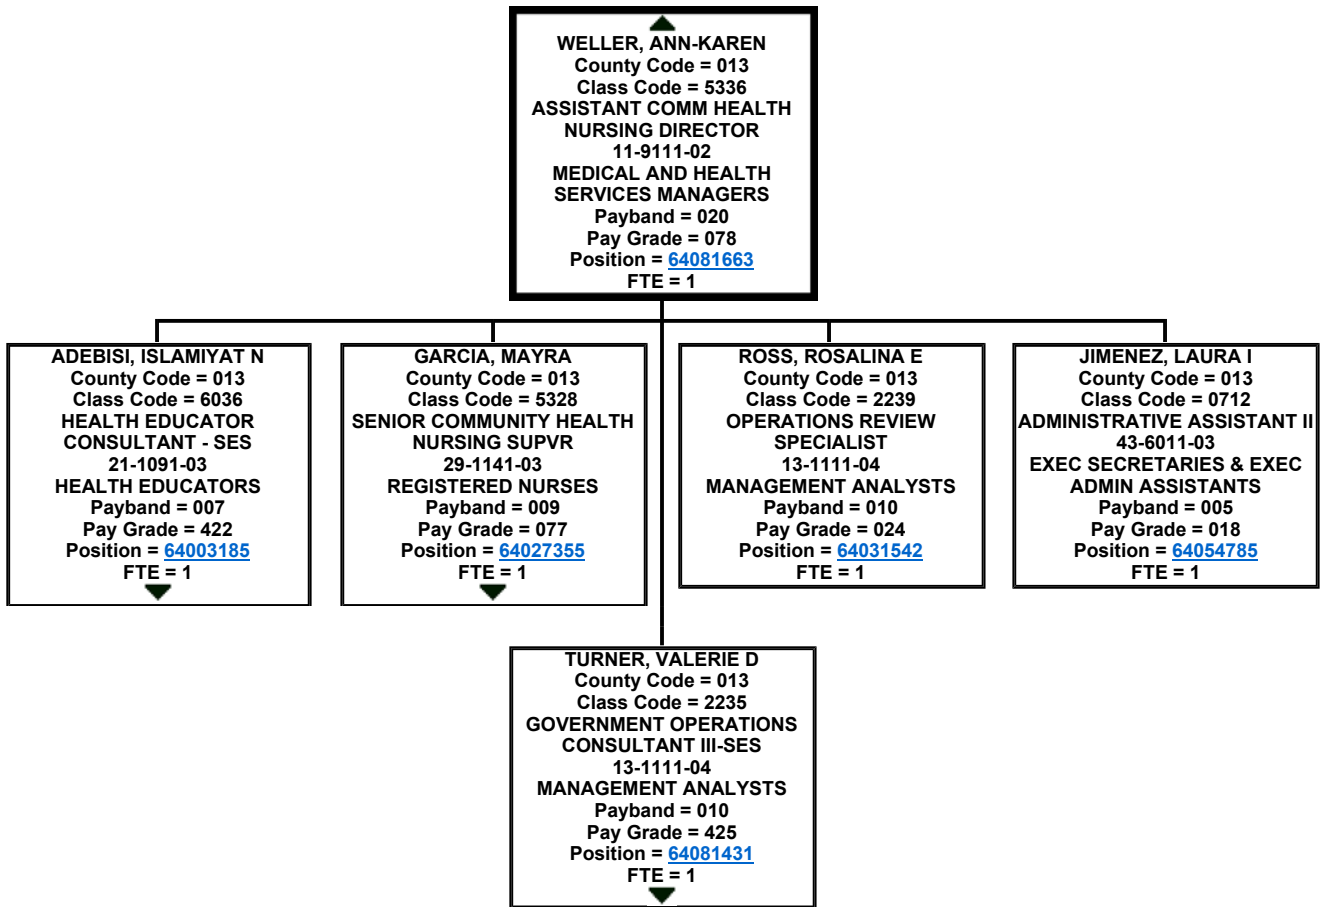 WELLER, ANN-KAREN
County Code = 013
Class Code = 5336
ASSISTANT COMM HEALTH
NURSING DIRECTOR
11-9111-02
MEDICAL AND HEALTH
SERVICES MANAGERS
Payband = 020
Pay Grade = 078
Position = 64081663
FTE = 1
ADEBISI, ISLAMIYAT N
County Code = 013
Class Code = 6036
HEALTH EDUCATOR
CONSULTANT - SES
21-1091-03
HEALTH EDUCATORS
Payband = 007
Pay Grade = 422
Position = 64003185
FTE = 1
GARCIA, MAYRA
County Code = 013
Class Code = 5328
SENIOR COMMUNITY HEALTH
NURSING SUPVR
29-1141-03
REGISTERED NURSES
Payband = 009
Pay Grade = 077
Position = 64027355
FTE = 1
ROSS, ROSALINA E
County Code = 013
Class Code = 2239
OPERATIONS REVIEW
SPECIALIST
13-1111-04
MANAGEMENT ANALYSTS
Payband = 010
Pay Grade = 024
Position = 64031542
FTE = 1
JIMENEZ, LAURA I
County Code = 013
Class Code = 0712
ADMINISTRATIVE ASSISTANT II
43-6011-03
EXEC SECRETARIES & EXEC
ADMIN ASSISTANTS
Payband = 005
Pay Grade = 018
Position = 64054785
FTE = 1
TURNER, VALERIE D
County Code = 013
Class Code = 2235
GOVERNMENT OPERATIONS
CONSULTANT III-SES
13-1111-04
MANAGEMENT ANALYSTS
Payband = 010
Pay Grade = 425
Position = 64081431
FTE = 1